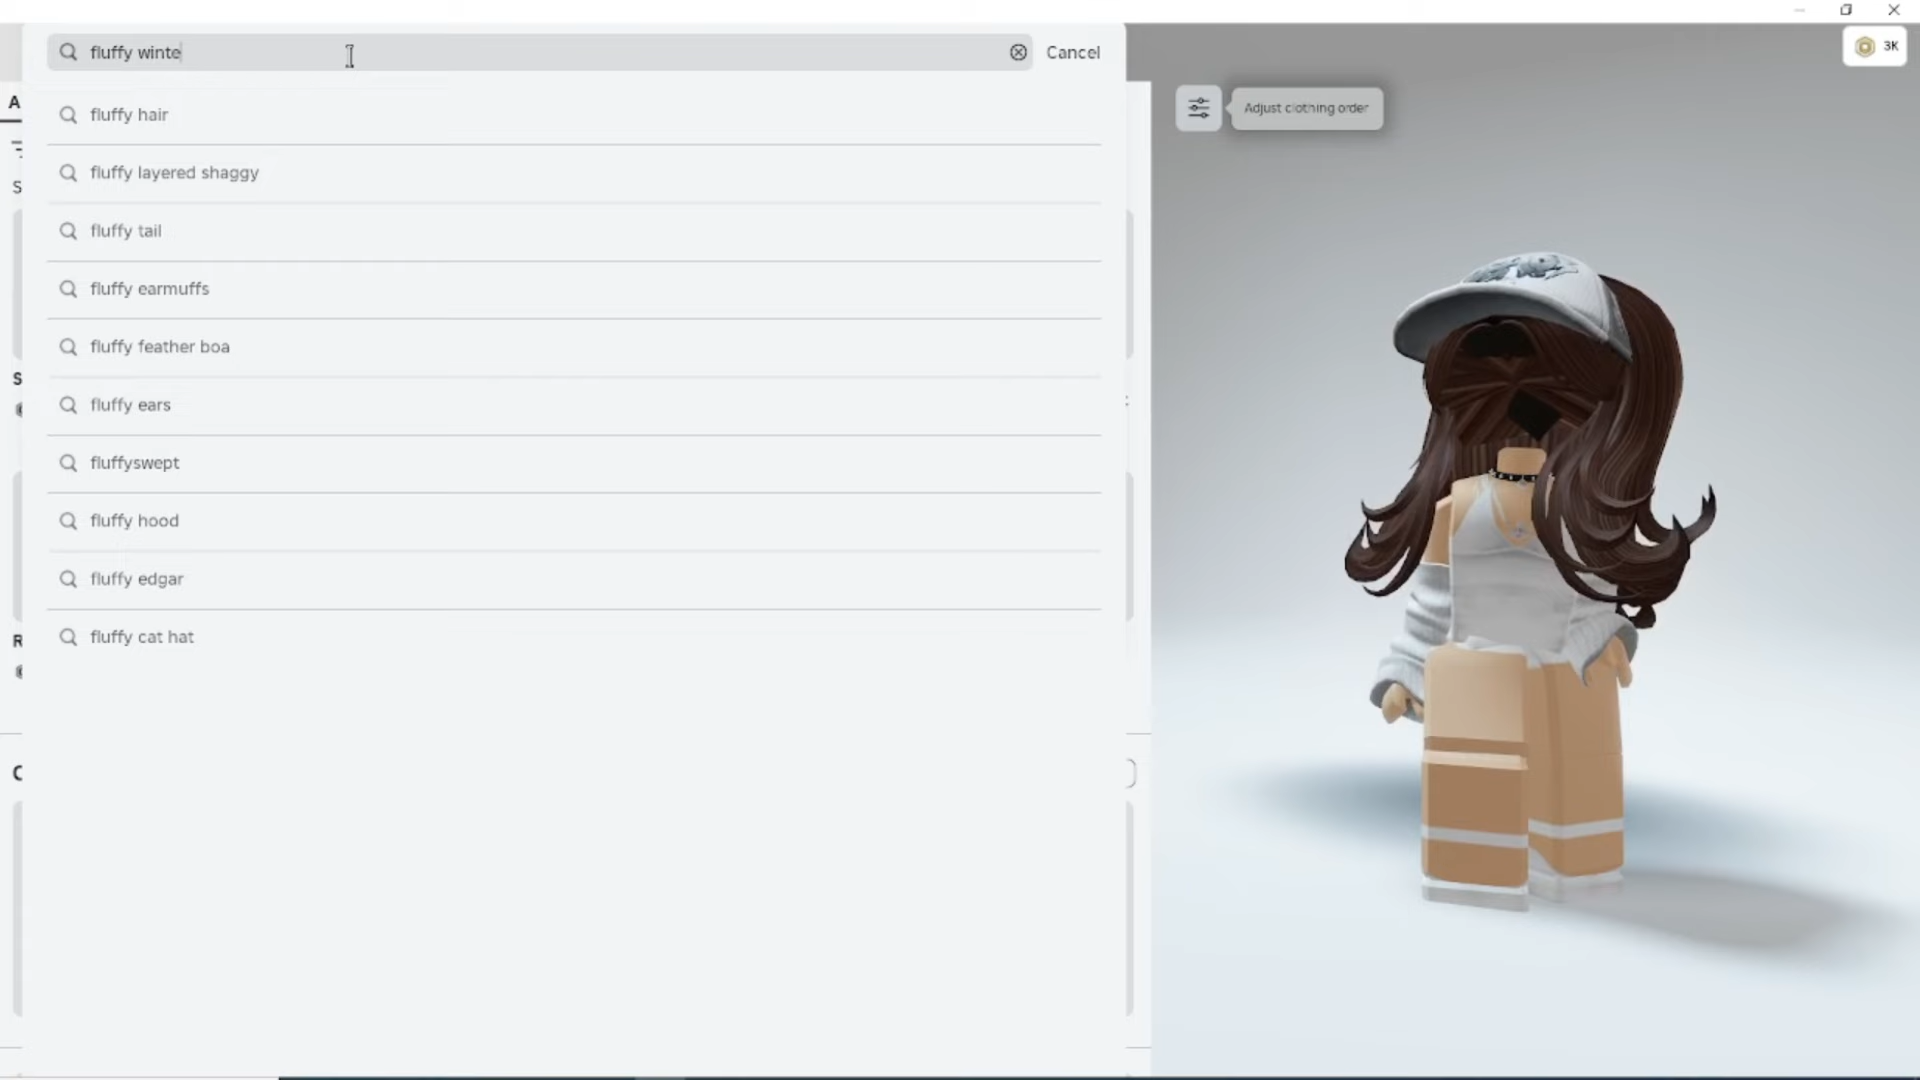 fluffy winte
Cancel
3K
Adjust clothing order
fluffy hair
fluffy layered shaggy
fluffy tail
fluffy earmuffs
fluffy feather boa
fluffy ears
fluffyswept
fluffy hood
fluffy edgar
fluffy cat hat
A
S
S
R
C